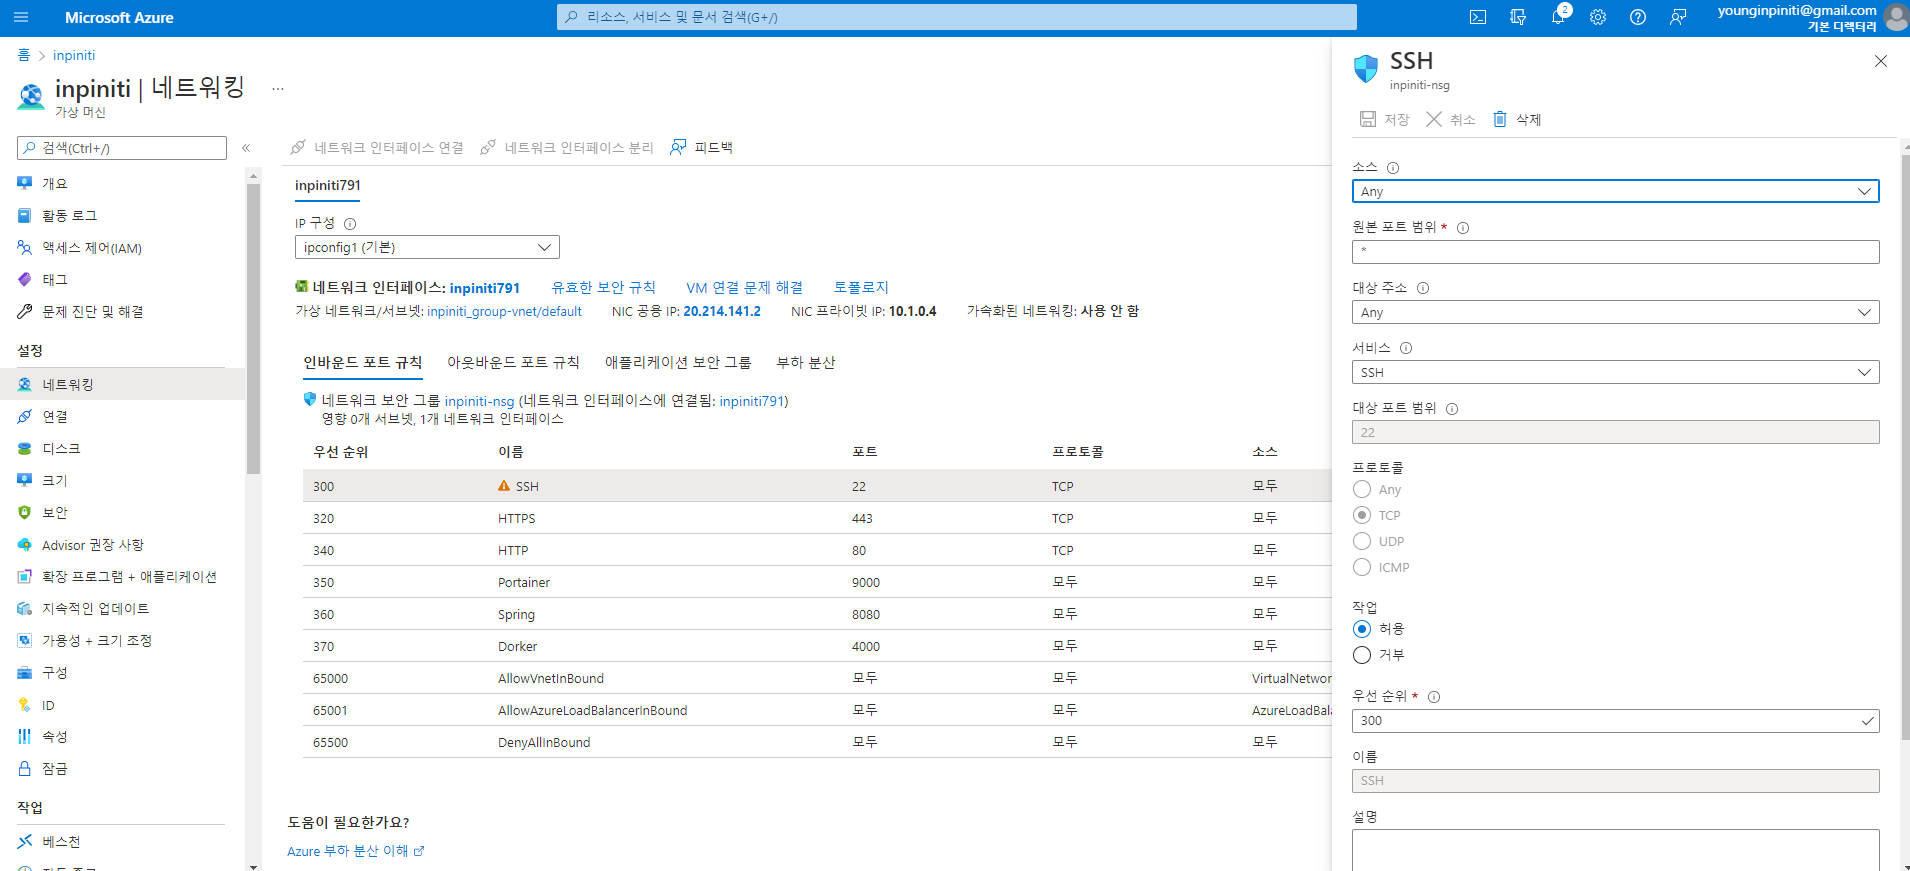 Microsoft Azure
리소스, 서비스 및 문서 검색(G+/)
2
younginpiniti@gmail.com
기본 디렉터리
홈 > inpiniti
inpiniti | 네트워킹 ...
가상 머신
검색(Ctrl+/) «
개요
활동 로그
액세스 제어(IAM)
태그
문제 진단 및 해결
설정
네트워킹
연결
디스크
크기
보안
Advisor 권장 사항
확장 프로그램 + 애플리케이션
지속적인 업데이트
가용성 + 크기 조정
구성
ID
속성
잠금
작업
베스천
네트워크 인터페이스 연결 네트워크 인터페이스 분리 피드백
inpiniti791
IP 구성
ipconfig1 (기본)
네트워크 인터페이스: inpiniti791 유효한 보안 규칙 VM 연결 문제 해결 토폴로지
가상 네트워크/서브넷: inpiniti_group-vnet/default NIC 공용 IP: 20.214.141.2 NIC 프라이빗 IP: 10.1.0.4 가속화된 네트워킹: 사용 안 함
인바운드 포트 규칙 아웃바운드 포트 규칙 애플리케이션 보안 그룹 부하 분산
네트워크 보안 그룹 inpiniti-nsg (네트워크 인터페이스에 연결됨: inpiniti791)
영향 0개 서브넷, 1개 네트워크 인터페이스
우선 순위 이름 포트 프로토콜 소스
300 SSH 22 TCP 모두
320 HTTPS 443 TCP 모두
340 HTTP 80 TCP 모두
350 Portainer 9000 모두 모두
360 Spring 8080 모두 모두
370 Dorker 4000 모두 모두
65000 AllowVnetInBound 모두 모두 VirtualNetwor
65001 AllowAzureLoadBalancerInBound 모두 모두 AzureLoadBal
65500 DenyAllInBound 모두 모두 모두
도움이 필요한가요?
Azure 부하 분산 이해
SSH
inpiniti-nsg
저장 취소 삭제
소스
Any
원본 포트 범위 *
*
대상 주소
Any
서비스
SSH
대상 포트 범위
22
프로토콜
Any
TCP
UDP
ICMP
작업
허용
거부
우선 순위 *
300
이름
SSH
설명